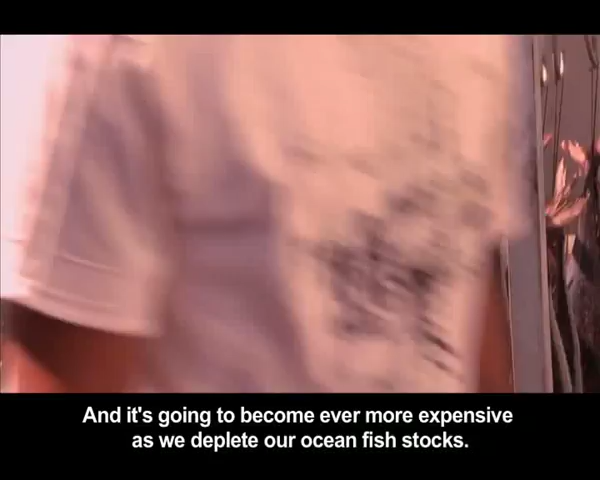 And it's going to become ever more expensive
as we deplete our ocean fish stocks.